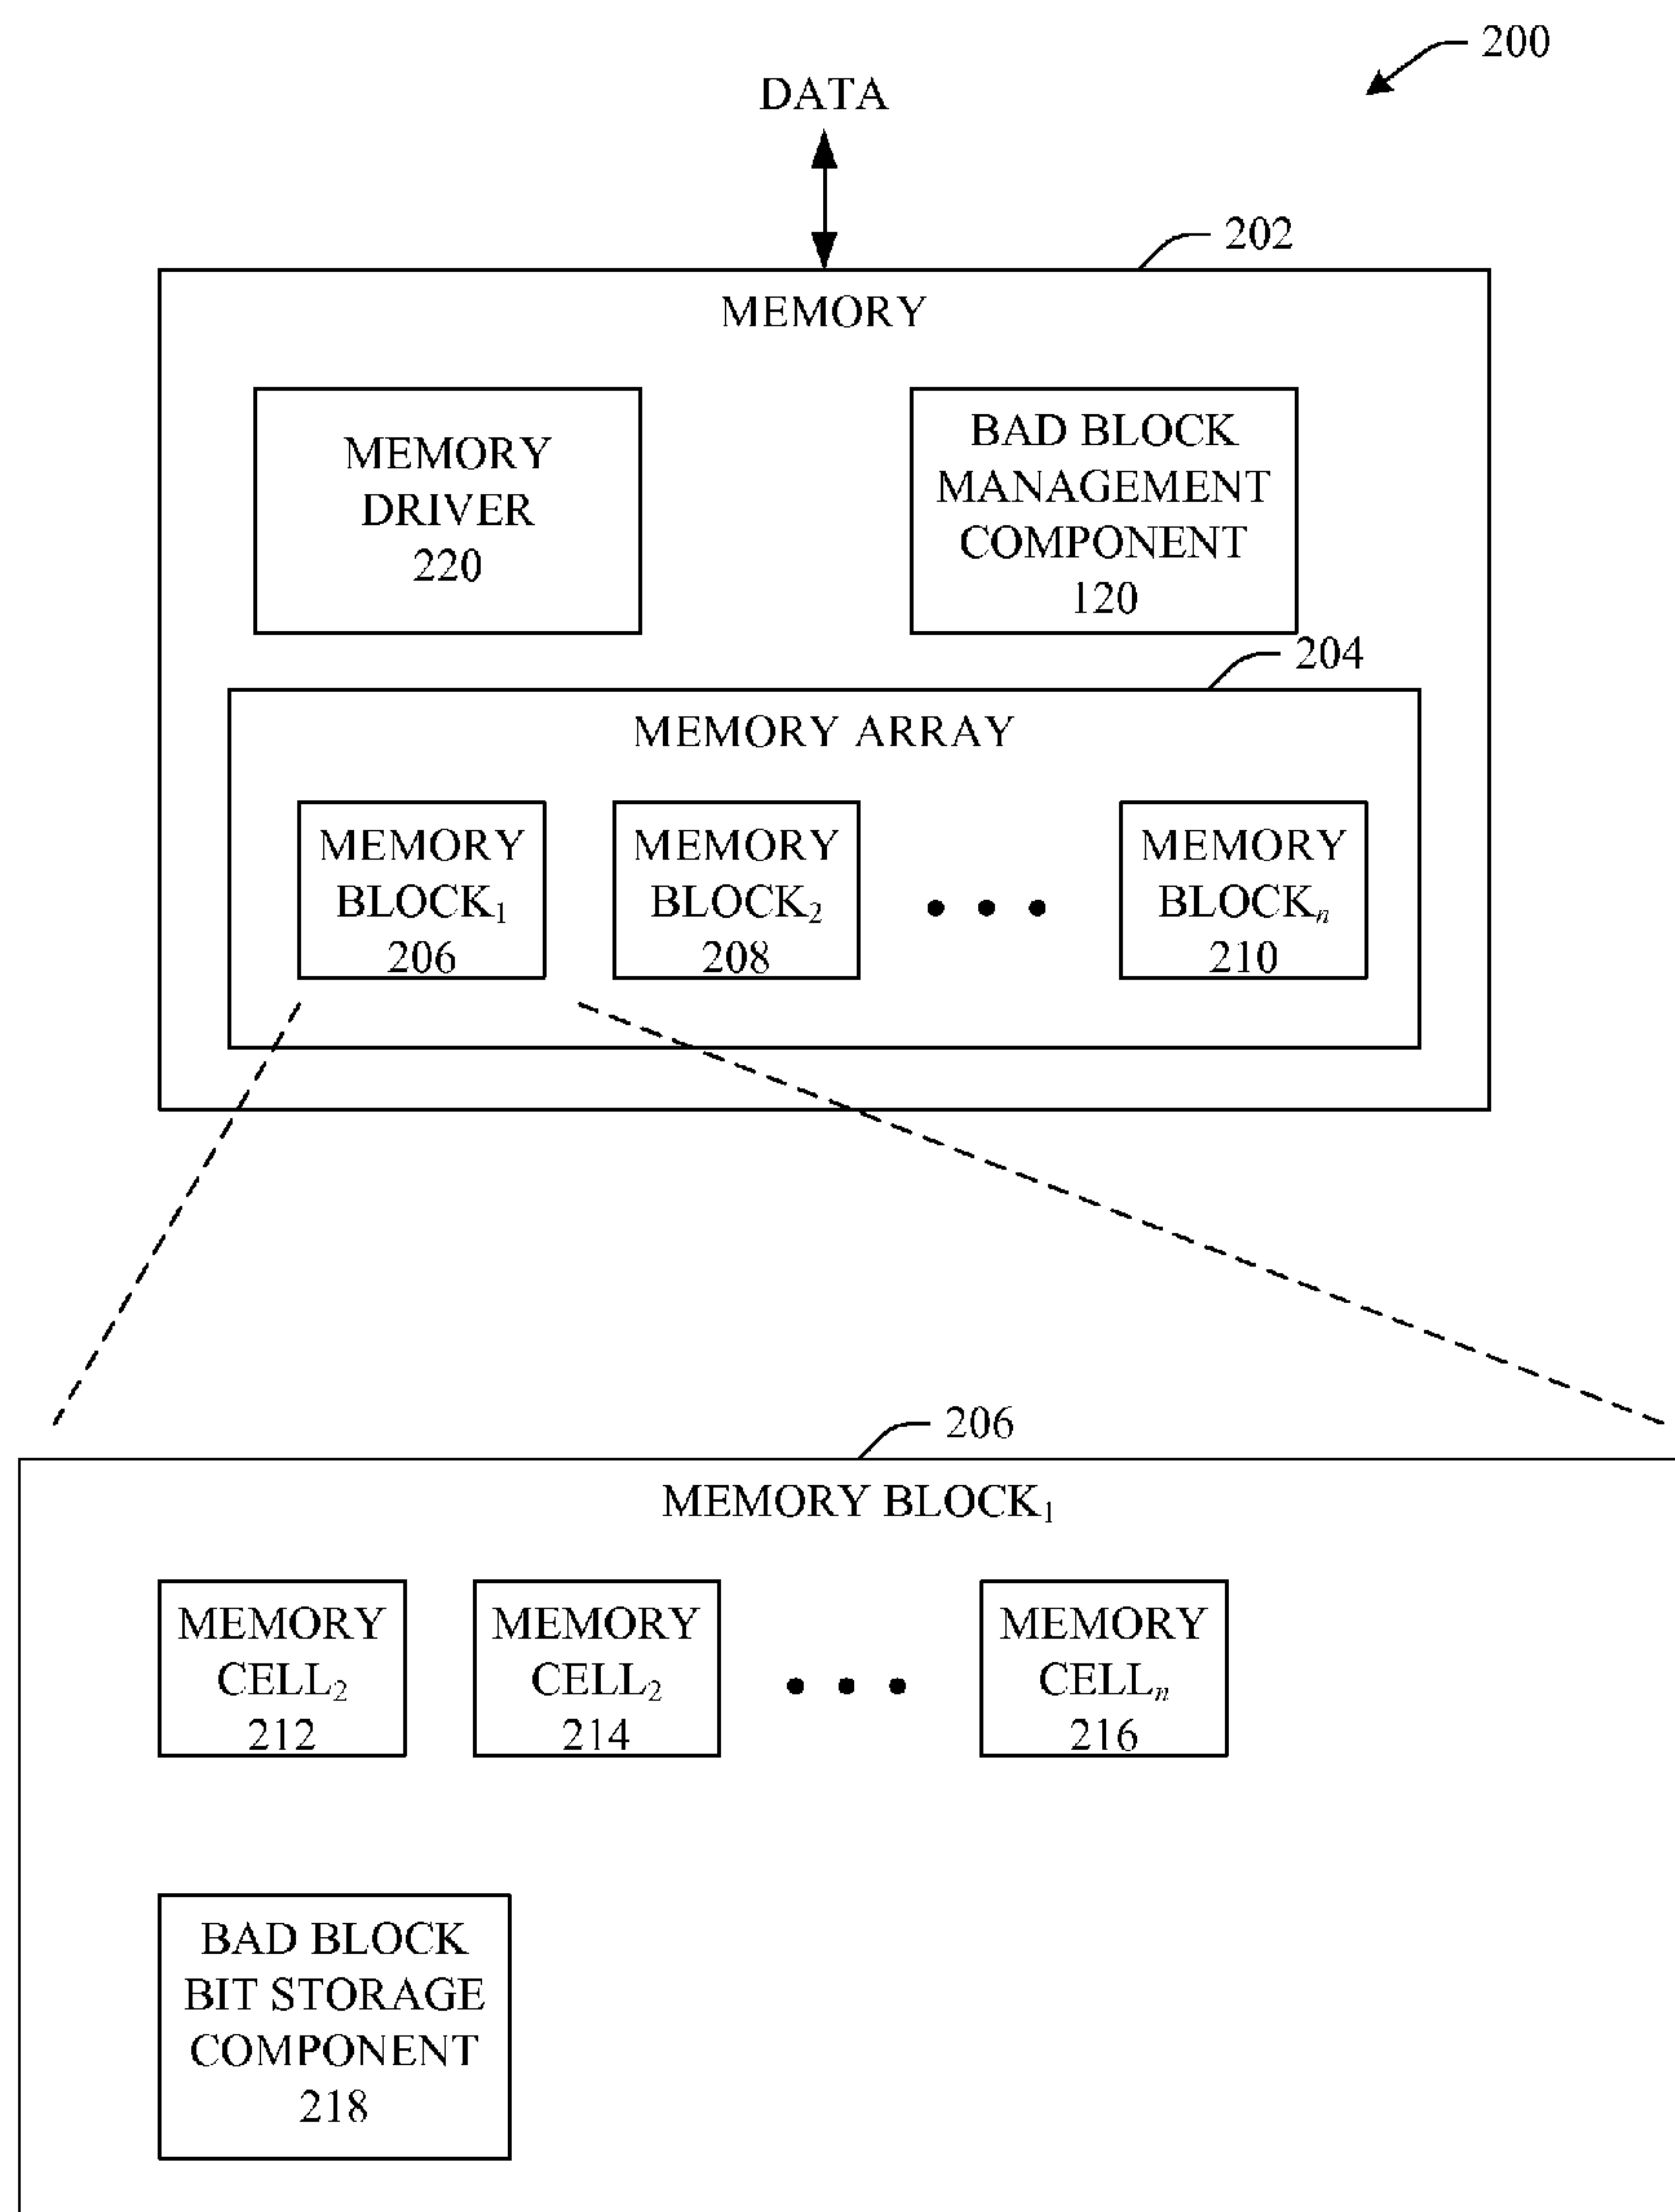 200
DATA
202
MEMORY
MEMORY
DRIVER
220
BAD BLOCK
MANAGEMENT
COMPONENT
120
204
MEMORY ARRAY
MEMORY
BLOCK₁
206
MEMORY
BLOCK₂
208
MEMORY
BLOCKₙ
210
206
MEMORY BLOCK₁
MEMORY
CELL₂
212
MEMORY
CELL₂
214
MEMORY
CELLₙ
216
BAD BLOCK
BIT STORAGE
COMPONENT
218